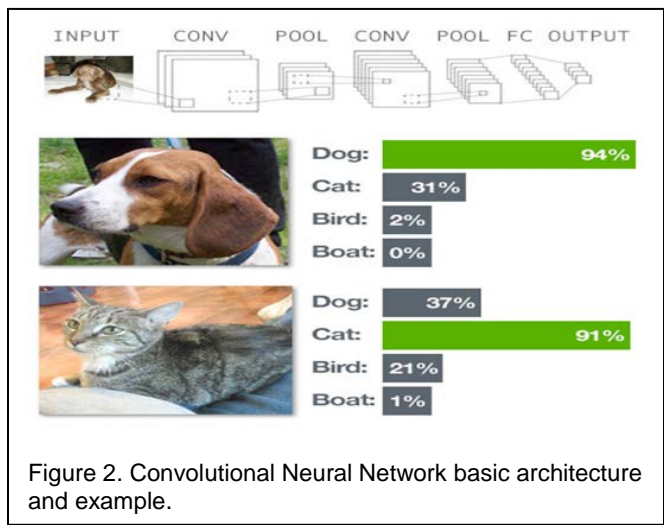 INPUT CONV POOL CONV POOL FC OUTPUT
Dog: 94%
Cat: 31%
Bird: 2%
Boat: 0%
Dog: 37%
Cat: 91%
Bird: 21%
Boat: 1%
Figure 2. Convolutional Neural Network basic architecture
and example.